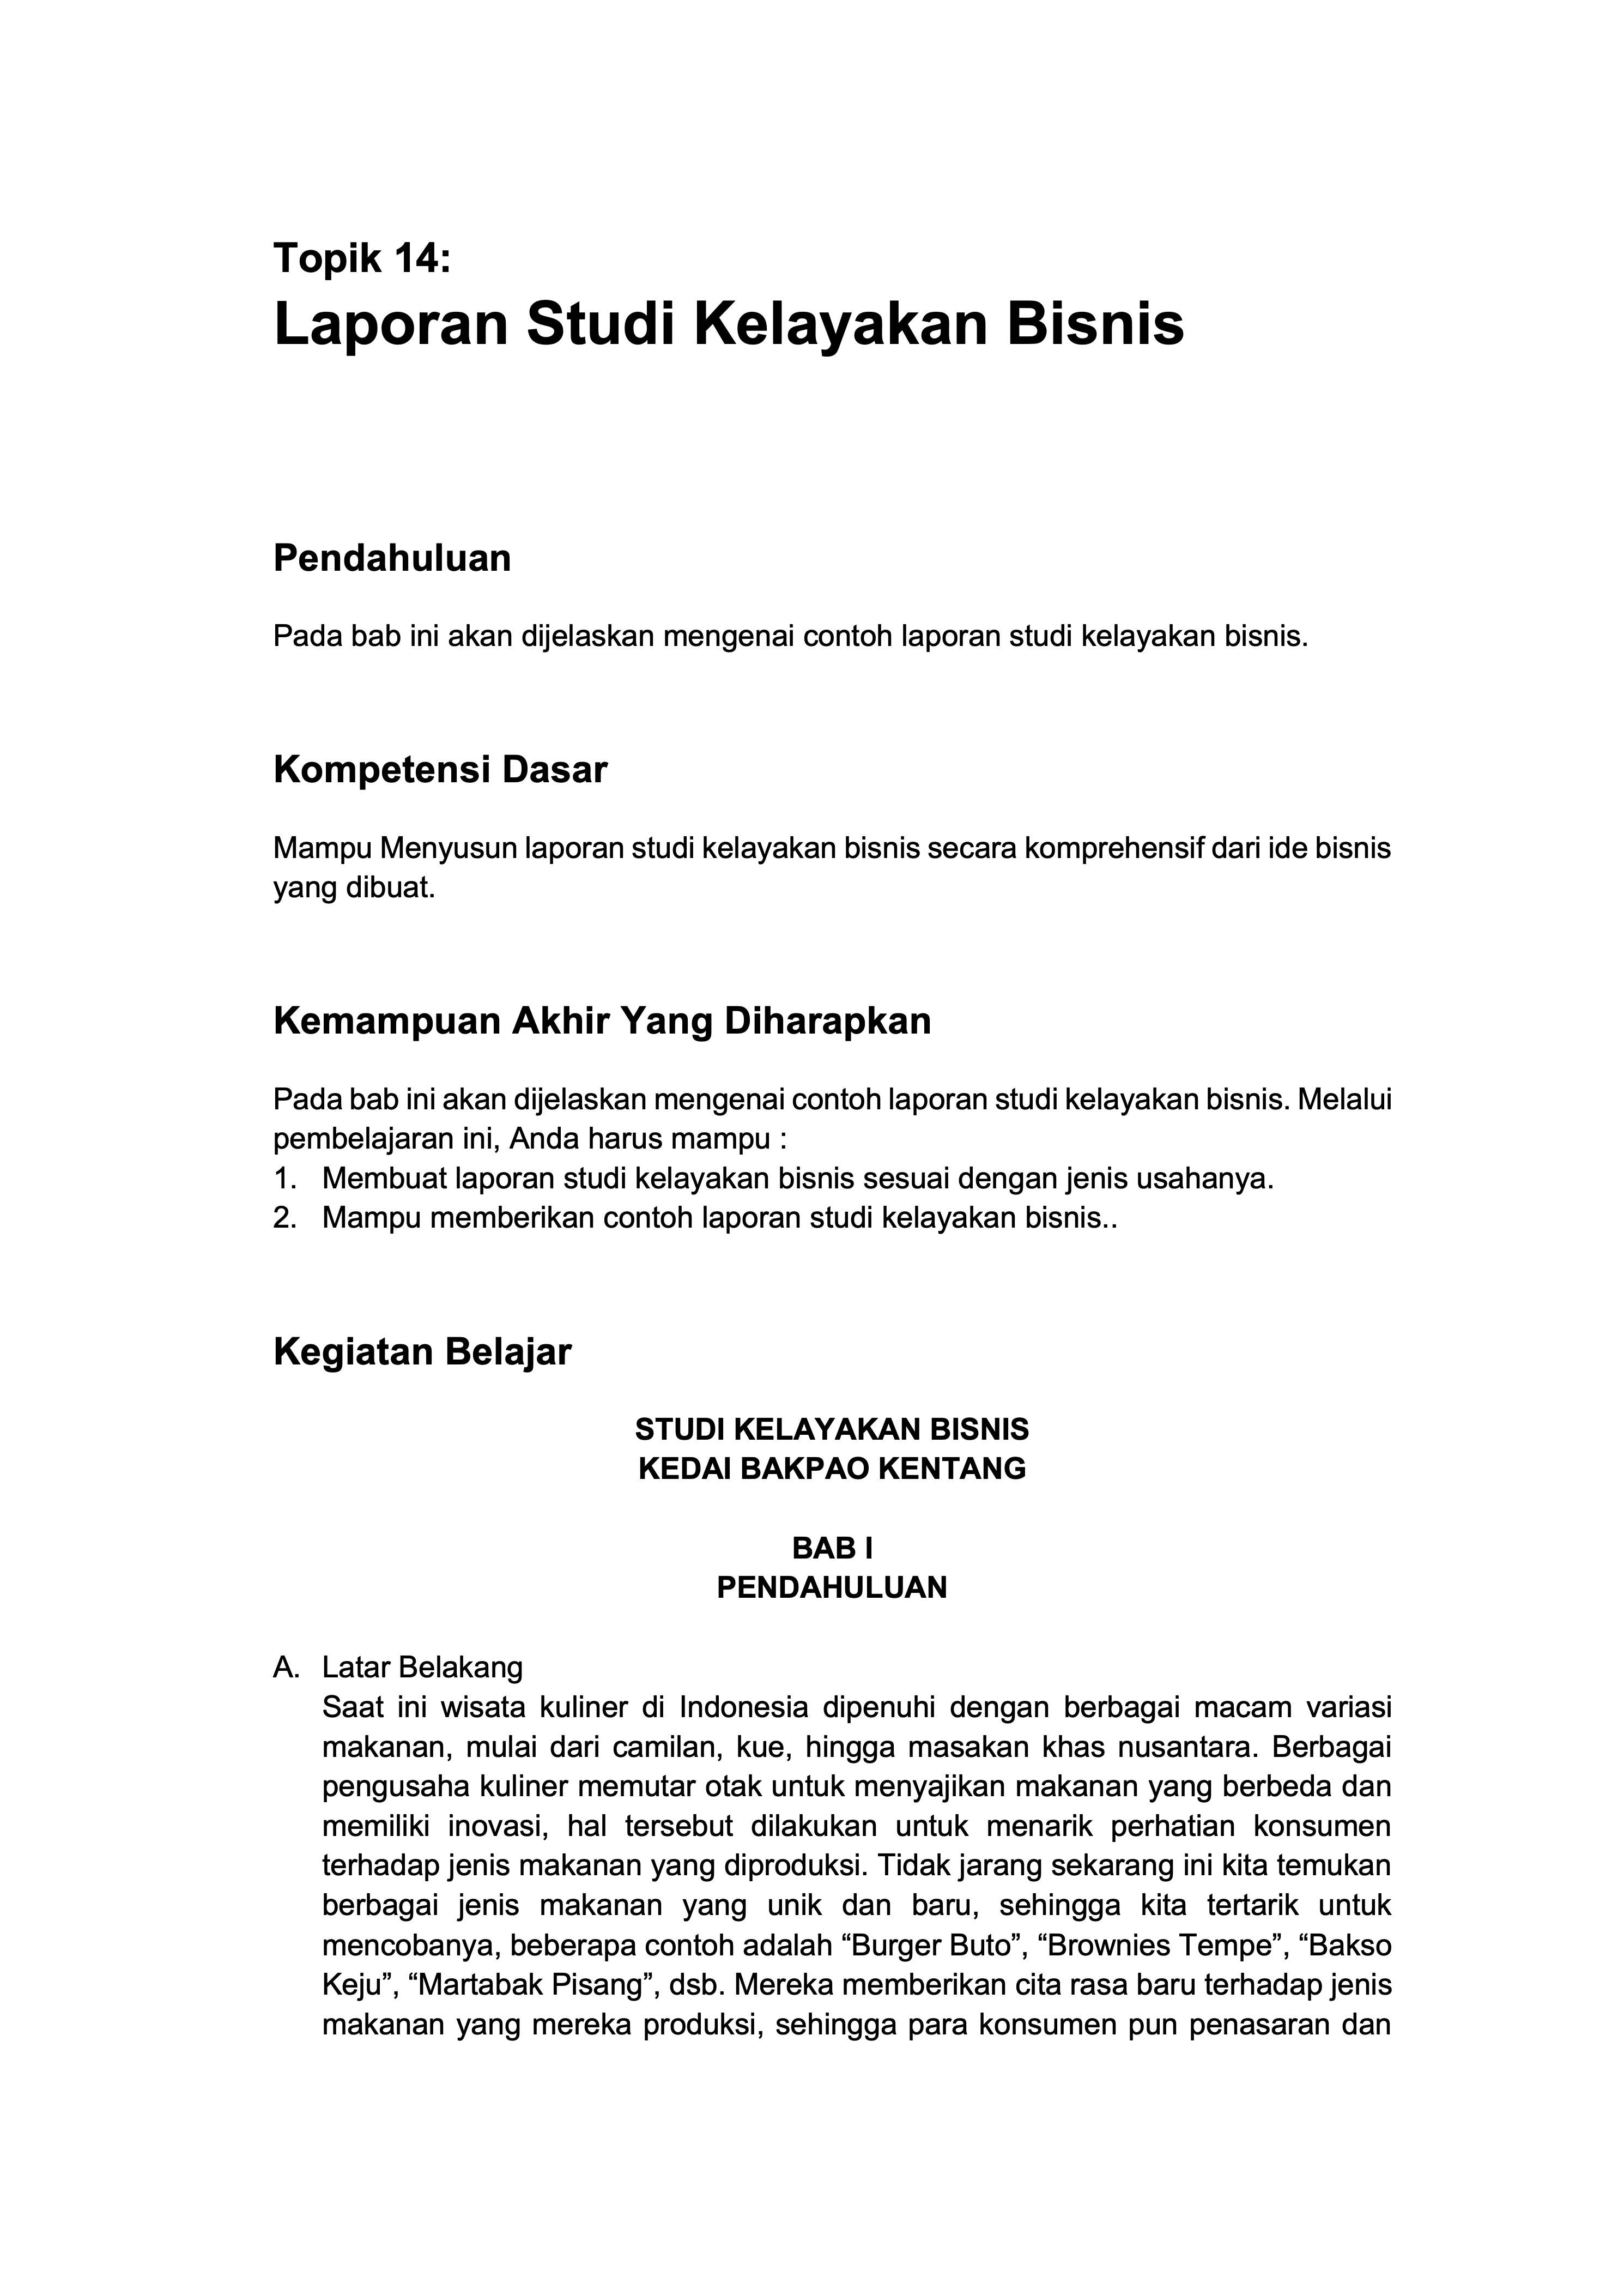 Topik 14:
Laporan Studi Kelayakan Bisnis
Pendahuluan
Pada bab ini akan dijelaskan mengenai contoh laporan studi kelayakan bisnis.
Kompetensi Dasar
Mampu Menyusun laporan studi kelayakan bisnis secara komprehensif dari ide bisnis
yang dibuat.
Kemampuan Akhir Yang Diharapkan
Pada bab ini akan dijelaskan mengenai contoh laporan studi kelayakan bisnis. Melalui
pembelajaran ini, Anda harus mampu :
1. Membuat laporan studi kelayakan bisnis sesuai dengan jenis usahanya.
2. Mampu memberikan contoh laporan studi kelayakan bisnis..
Kegiatan Belajar
STUDI KELAYAKAN BISNIS
KEDAI BAKPAO KENTANG
BAB I
PENDAHULUAN
A. Latar Belakang
Saat ini wisata kuliner di Indonesia dipenuhi dengan berbagai macam variasi
makanan, mulai dari camilan, kue, hingga masakan khas nusantara. Berbagai
pengusaha kuliner memutar otak untuk menyajikan makanan yang berbeda dan
memiliki inovasi, hal tersebut dilakukan untuk menarik perhatian konsumen
terhadap jenis makanan yang diproduksi. Tidak jarang sekarang ini kita temukan
berbagai jenis makanan yang unik dan baru, sehingga kita tertarik untuk
mencobanya, beberapa contoh adalah “Burger Buto”, “Brownies Tempe”, “Bakso
Keju”, “Martabak Pisang”, dsb. Mereka memberikan cita rasa baru terhadap jenis
makanan yang mereka produksi, sehingga para konsumen pun penasaran dan